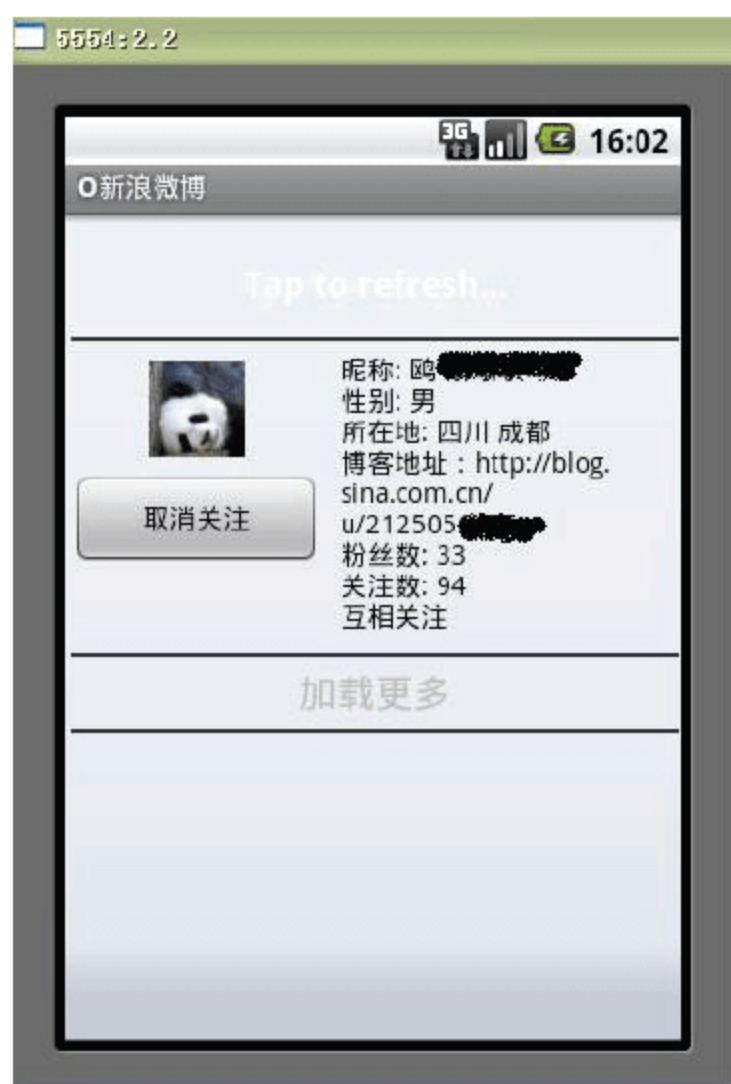 5554:2.2
3G 16:02
O新浪微博
Tap to refresh...
昵称: 鸥
性别: 男
所在地: 四川 成都
博客地址：http://blog.
sina.com.cn/
u/212505
取消关注
粉丝数: 33
关注数: 94
互相关注
加载更多